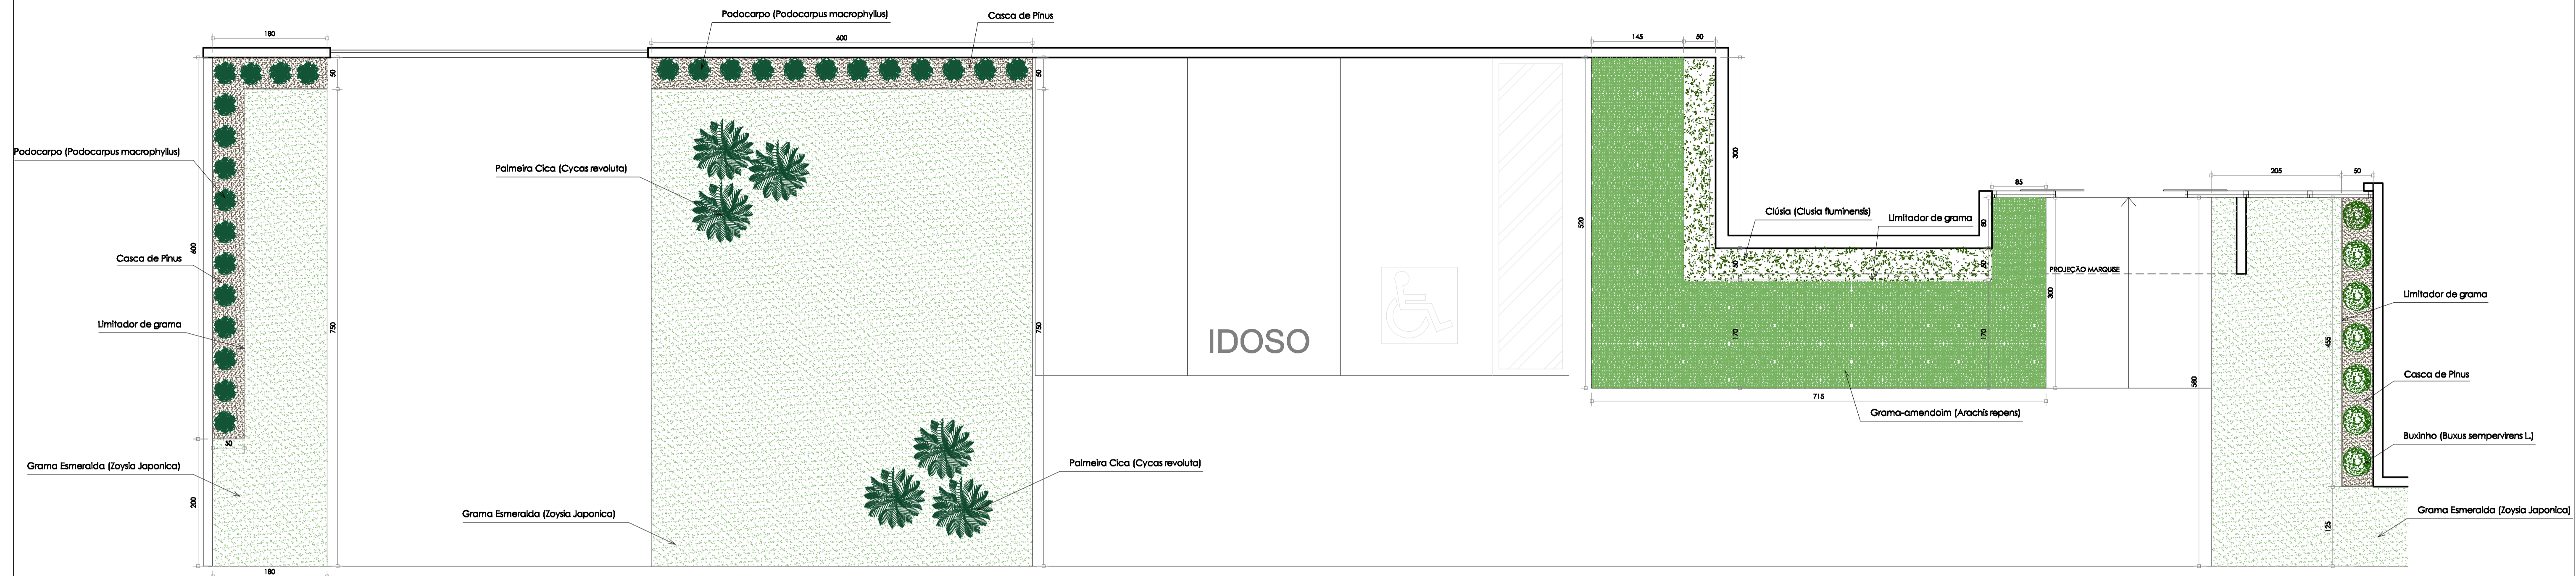 Podocarpo (Podocarpus macrophyllus)
Casca de Pinus
180
600
145
50
50
50
Podocarpo (Podocarpus macrophyllus)
Palmeira Cica (Cycas revoluta)
300
85
205
50
Clúsia (Clusia fluminensis)
Limitador de grama
80
520
600
Casca de Pinus
50
50
PROJEÇÃO MARQUISE
300
Limitador de grama
Limitador de grama
750
750
IDOSO
170
170
455
Casca de Pinus
580
715
Grama-amendoim (Arachis repens)
50
Buxinho (Buxus sempervirens L.)
Grama Esmeralda (Zoysia Japonica)
Palmeira Cica (Cycas revoluta)
200
Grama Esmeralda (Zoysia Japonica)
125
Grama Esmeralda (Zoysia Japonica)
180